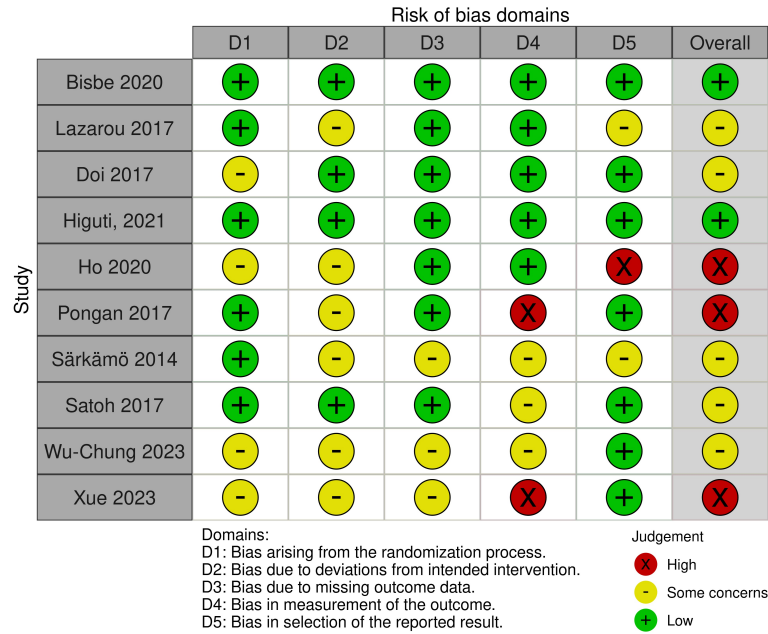 Risk of bias domains
D1 D2 D3 D4 D5 Overall
Study
Bisbe 2020 + + + + + +
Lazarou 2017 + - + + - -
Doi 2017 - + + + + -
Higuti, 2021 + + + + + +
Ho 2020 - - + + X X
Pongan 2017 + - + X + X
Särkämö 2014 + - - - - -
Satoh 2017 + + + - + -
Wu-Chung 2023 - - - - + -
Xue 2023 - - - X + X
Domains:
D1: Bias arising from the randomization process.
D2: Bias due to deviations from intended intervention.
D3: Bias due to missing outcome data.
D4: Bias in measurement of the outcome.
D5: Bias in selection of the reported result.
Judgement
X High
- Some concerns
+ Low